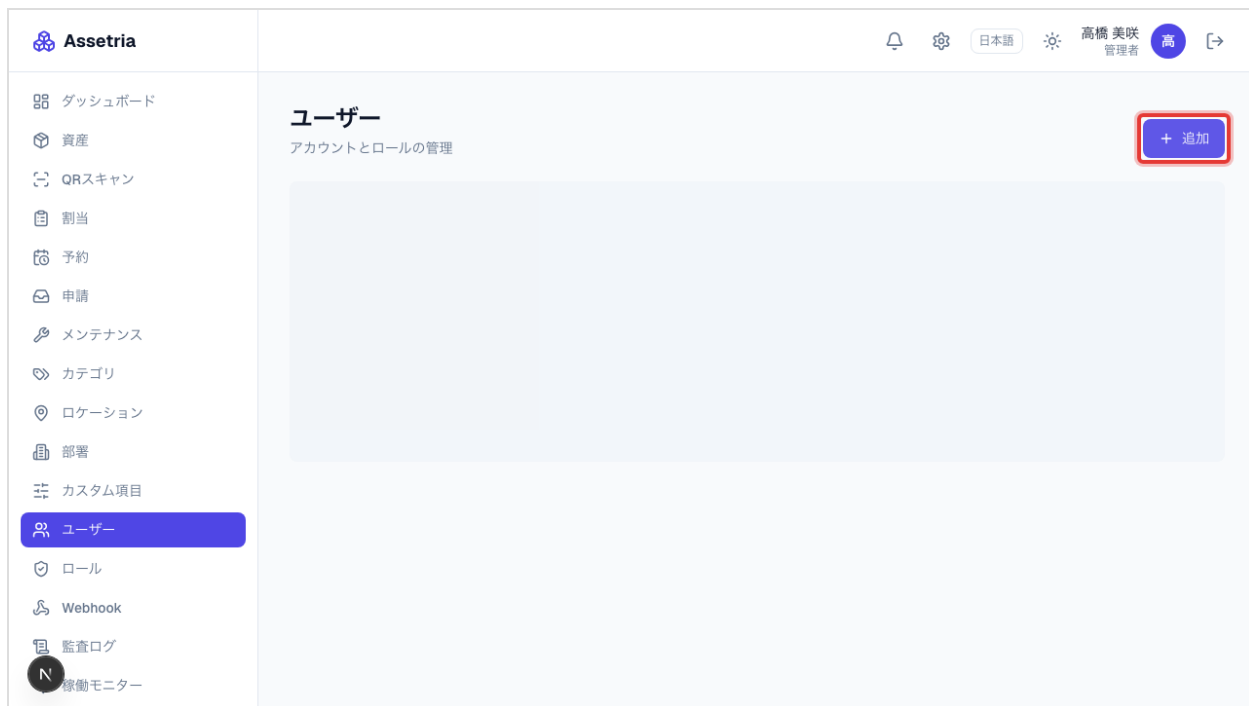 Assetria
日本語
高橋 美咲
管理者
高
ダッシュボード
資産
QRスキャン
割当
予約
申請
メンテナンス
カテゴリ
ロケーション
部署
カスタム項目
ユーザー
ロール
Webhook
監査ログ
N
稼働モニター
ユーザー
アカウントとロールの管理
+ 追加